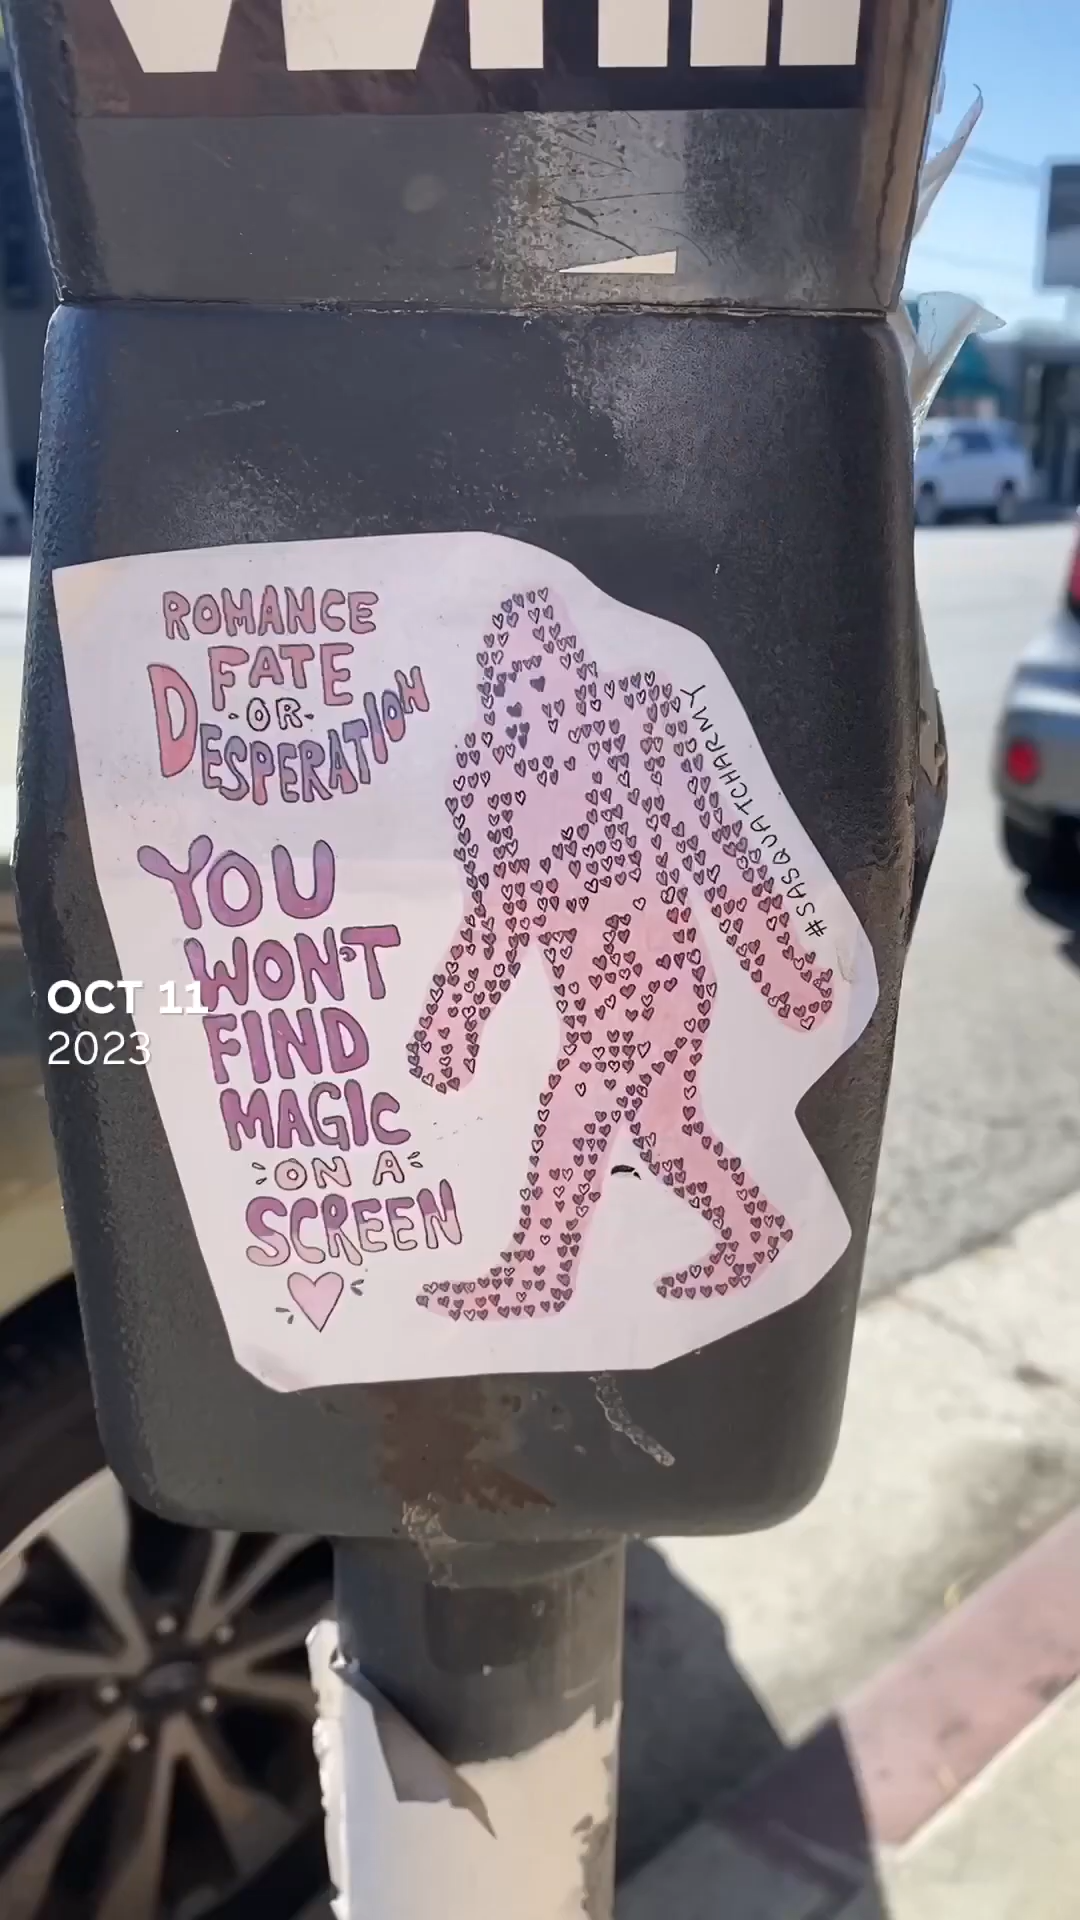 ROMANCE
FATE
-OR-
DESPERATION
YOU
WON'T
FIND
MAGIC
ON A
SCREEN
#SASQUATCHARMY
OCT 11
2023